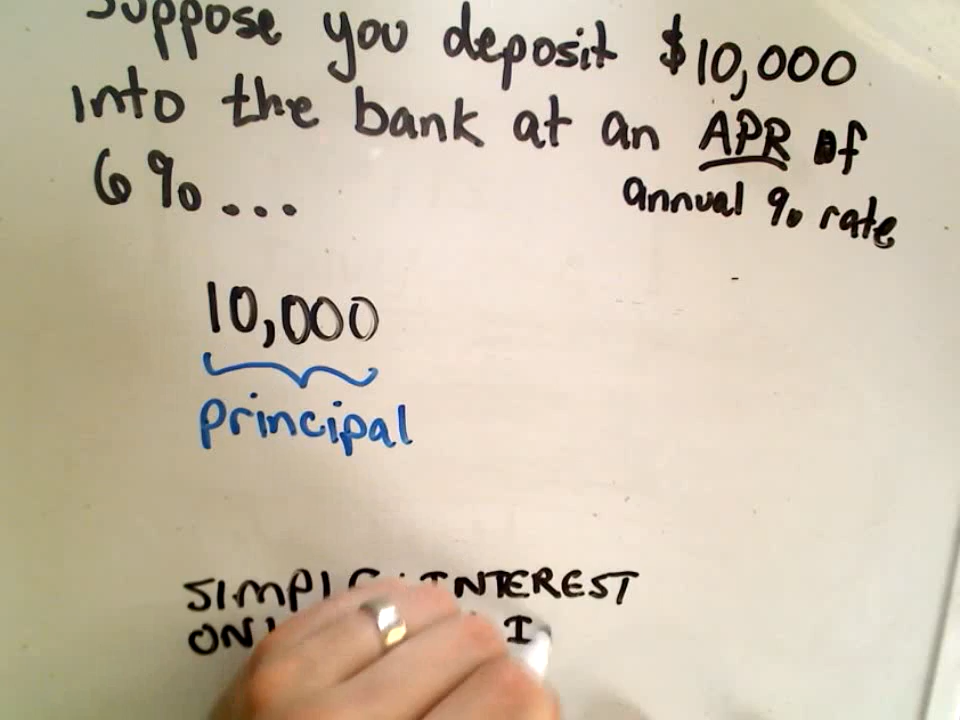 Suppose you deposit $10,000
into the bank at an APR of
6%... annual % rate
10,000
principal
INTEREST